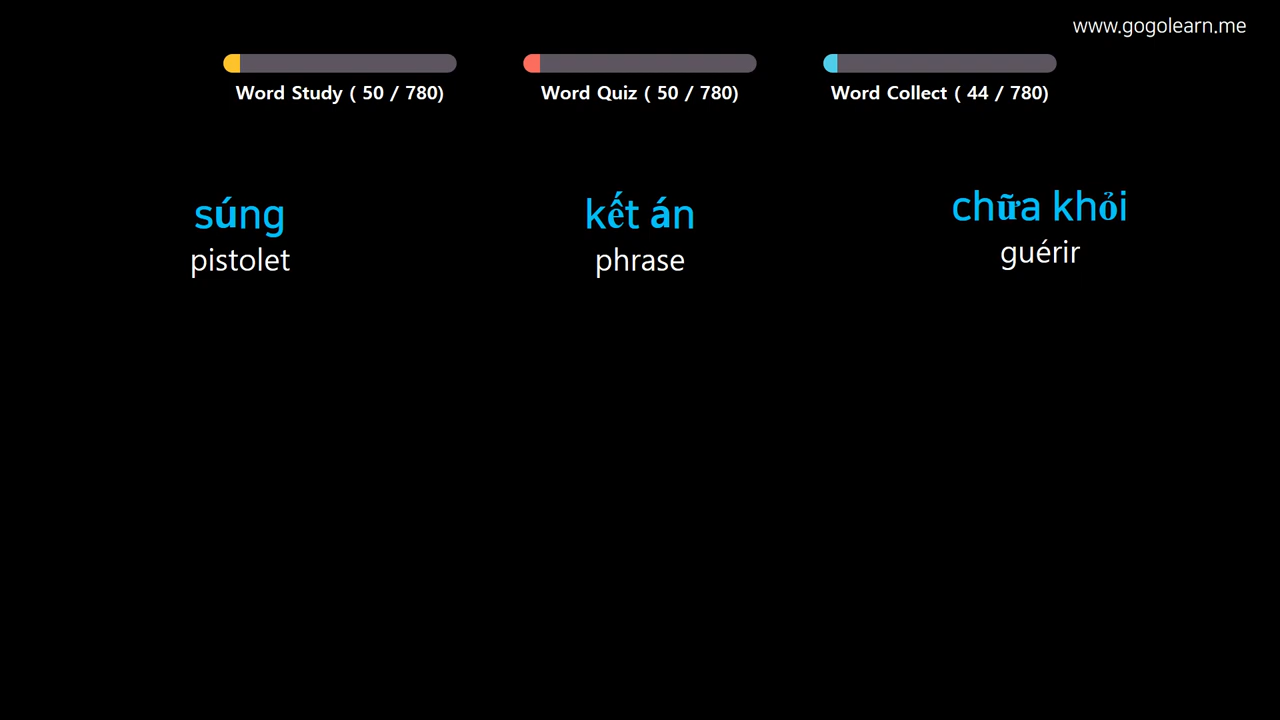 www.gogolearn.me
Word Study ( 50 / 780)
Word Quiz ( 50 / 780)
Word Collect ( 44 / 780)
súng
pistolet
kết án
phrase
chữa khỏi
guérir